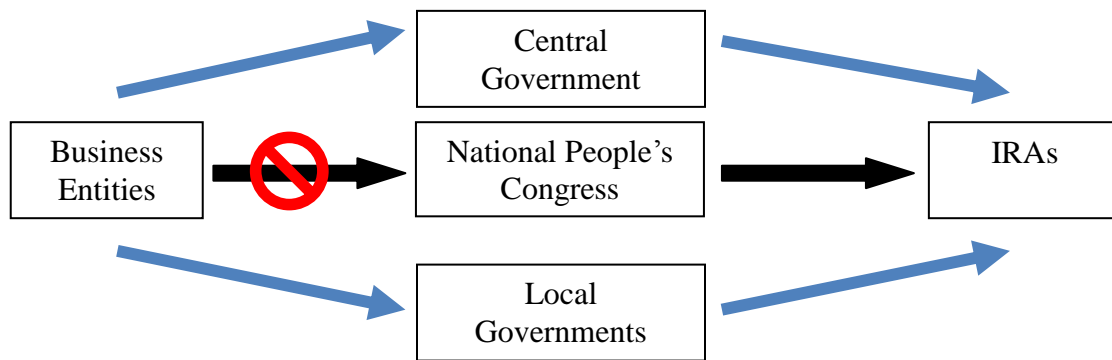 Central
Government
Business
Entities
National People’s
Congress
IRAs
Local
Governments